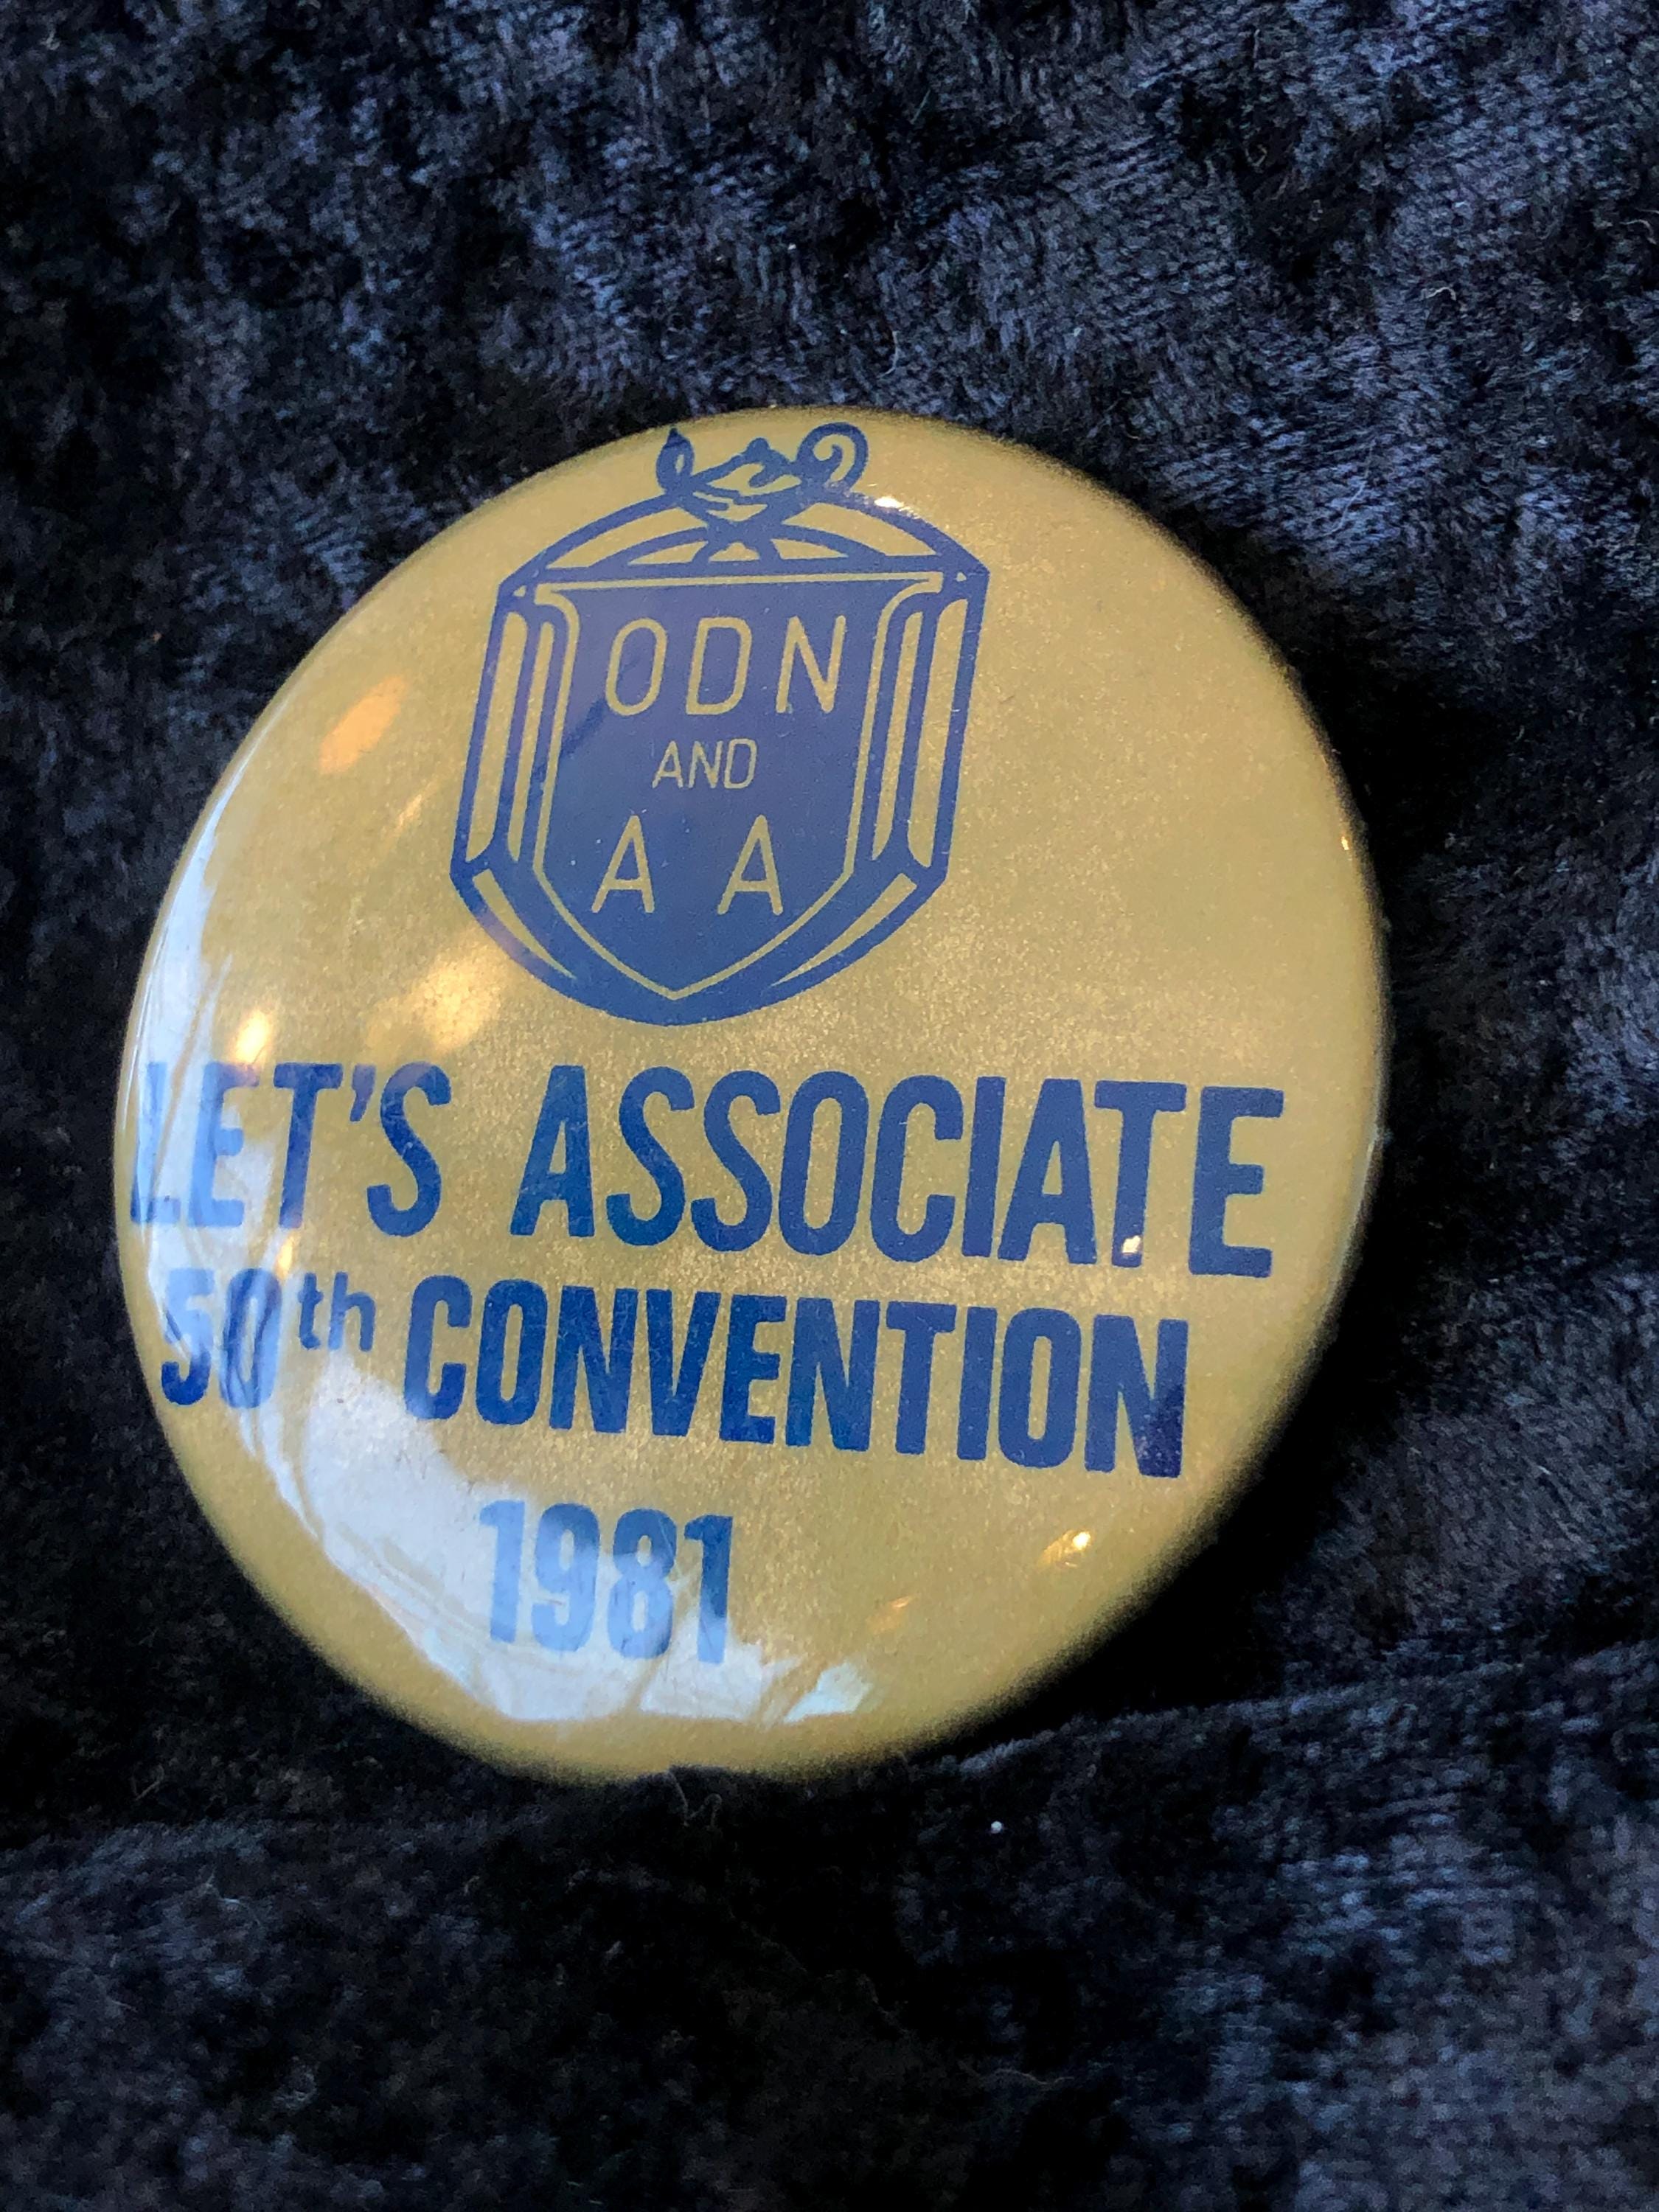 ODN
AND
A A
LET'S ASSOCIATE
50th CONVENTION
1981